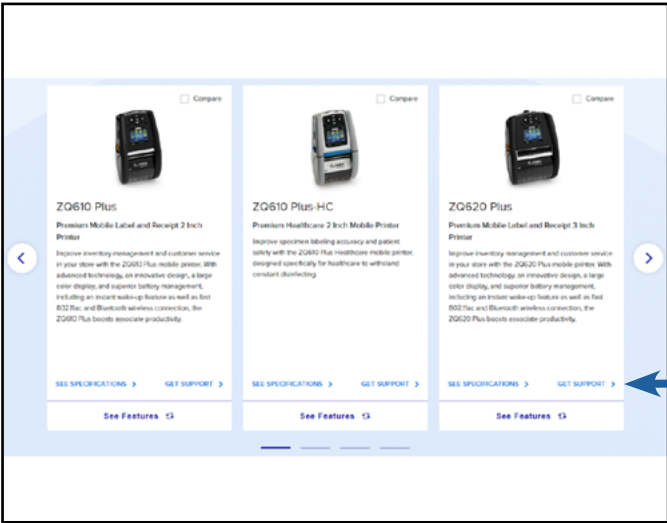 Compare
ZQ610 Plus
Premium Mobile Label and Receipt 2 Inch
Printer
Improve inventory management and customer service
in your store with the ZQ610 Plus mobile printer. With
advanced technology, an innovative design, a large
color display, and superior battery management,
including an instant wake-up feature as well as fast
802.11ac and Bluetooth wireless connection, the
ZQ610 Plus boosts associate productivity.
SEE SPECIFICATIONS >
GET SUPPORT >
See Features
Compare
ZQ610 Plus-HC
Premium Healthcare 2 Inch Mobile Printer
Improve specimen labeling accuracy and patient
safety with the ZQ610 Plus Healthcare mobile printer,
designed specifically for healthcare to withstand
constant disinfecting.
SEE SPECIFICATIONS >
GET SUPPORT >
See Features
Compare
ZQ620 Plus
Premium Mobile Label and Receipt 3 Inch
Printer
Improve inventory management and customer service
in your store with the ZQ620 Plus mobile printer. With
advanced technology, an innovative design, a large
color display, and superior battery management,
including an instant wake-up feature as well as fast
802.11ac and Bluetooth wireless connection, the
ZQ620 Plus boosts associate productivity.
SEE SPECIFICATIONS >
GET SUPPORT >
See Features